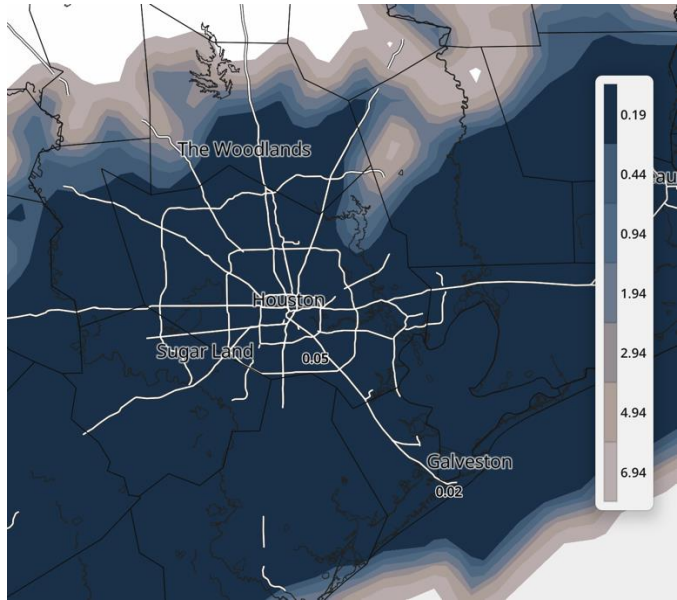 The Woodlands
Houston
Sugar Land
0.05
Galveston
0.02
0.19
0.44
0.94
1.94
2.94
4.94
6.94
au